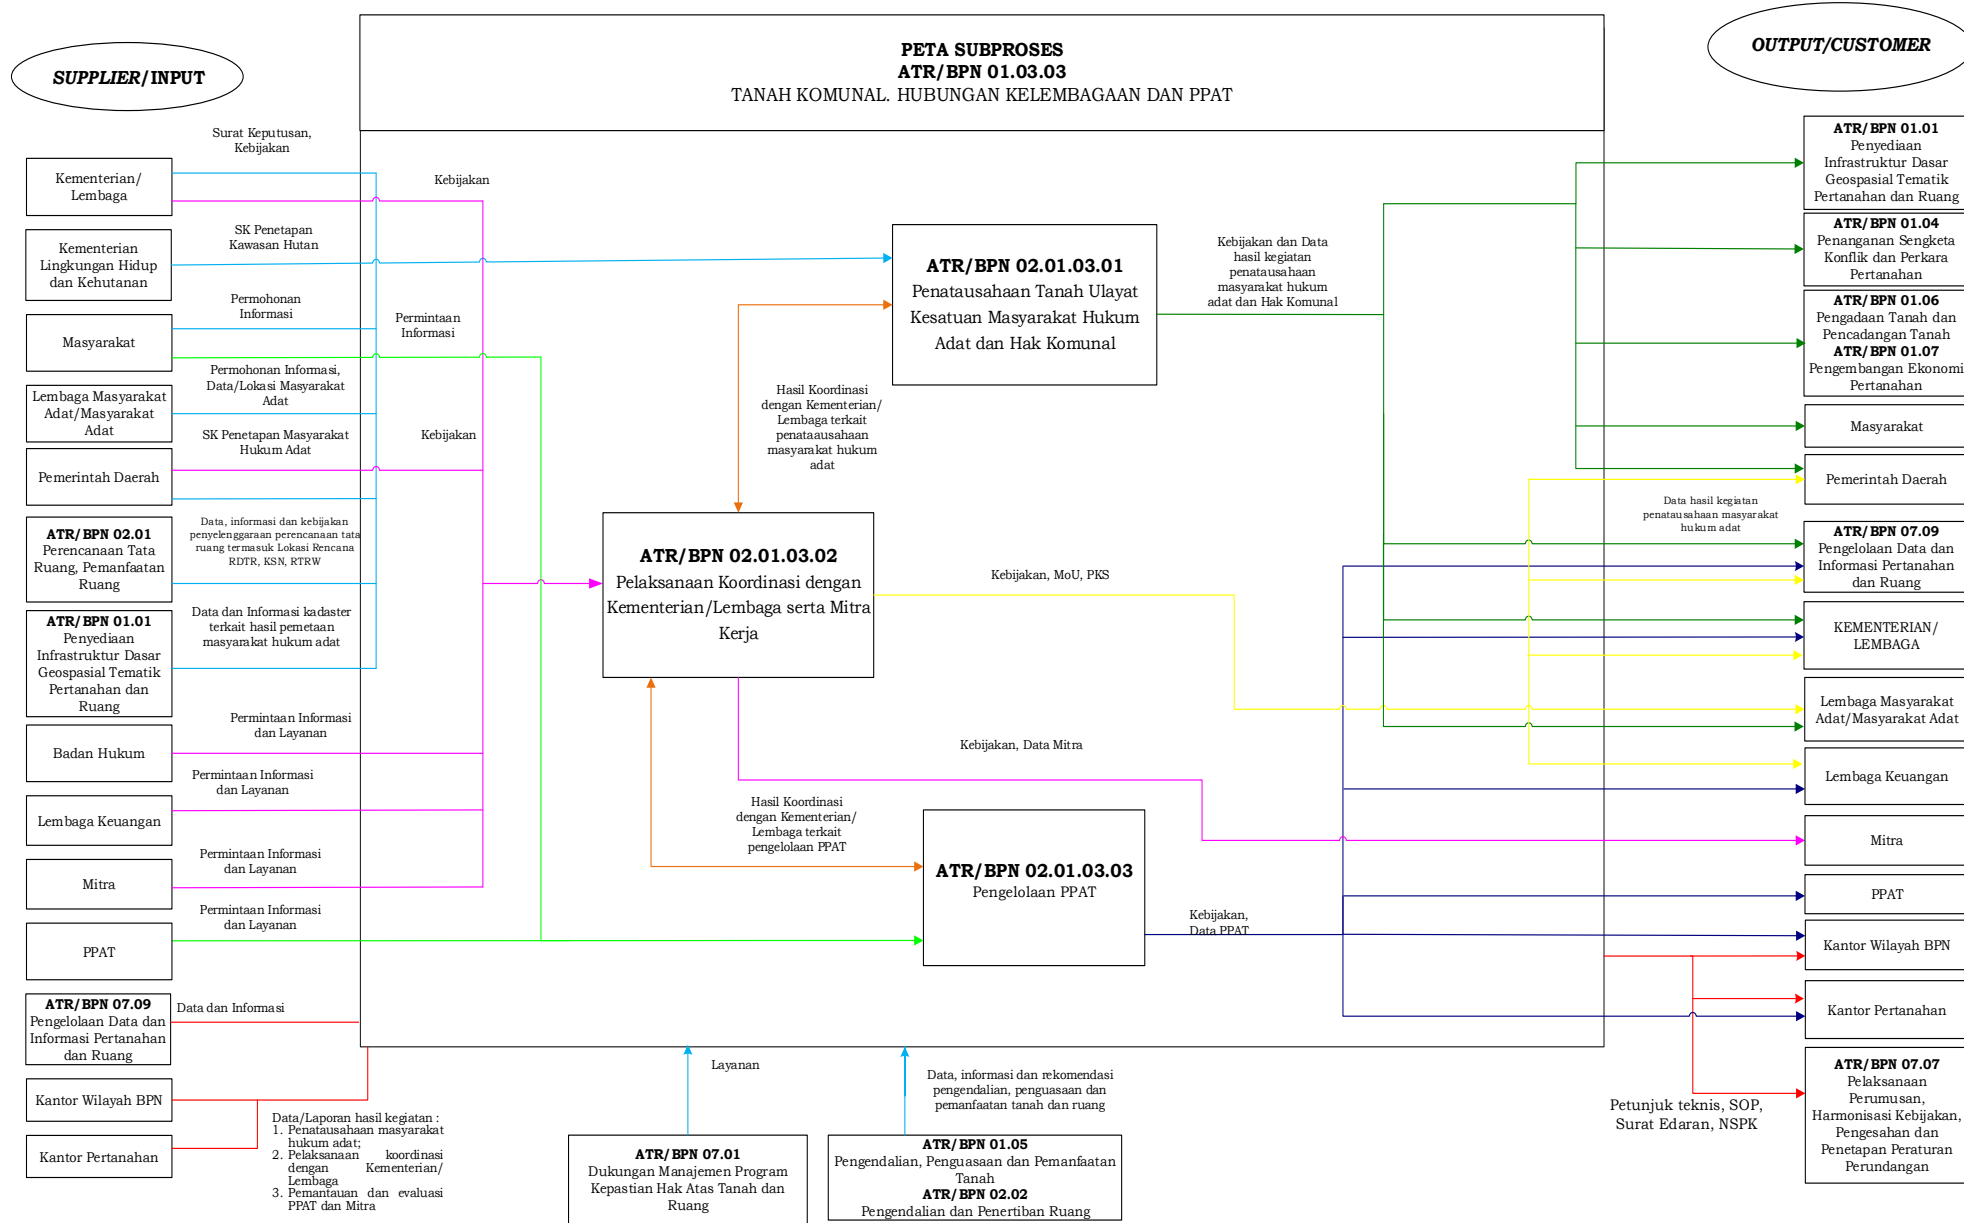 PETA SUBPROSES
ATR/BPN 01.03.03
TANAH KOMUNAL. HUBUNGAN KELEMBAGAAN DAN PPAT
SUPPLIER/INPUT
OUTPUT/CUSTOMER
Kementerian/
Lembaga
Surat Keputusan,
Kebijakan
Kebijakan
Kementerian
Lingkungan Hidup
dan Kehutanan
SK Penetapan
Kawasan Hutan
Masyarakat
Permohonan
Informasi
Permintaan
Informasi
Lembaga Masyarakat
Adat/Masyarakat
Adat
Permohonan Informasi,
Data/Lokasi Masyarakat
Adat
Pemerintah Daerah
SK Penetapan Masyarakat
Hukum Adat
Kebijakan
ATR/BPN 02.01
Perencanaan Tata
Ruang, Pemanfaatan
Ruang
Data, informasi dan kebijakan
penyelenggaraan perencanaan tata
ruang termasuk Lokasi Rencana
RDTR, KSN, RTRW
ATR/BPN 01.01
Penyediaan
Infrastruktur Dasar
Geospasial Tematik
Pertanahan dan
Ruang
Data dan Informasi kadaster
terkait hasil pemetaan
masyarakat hukum adat
Badan Hukum
Permintaan Informasi
dan Layanan
Lembaga Keuangan
Permintaan Informasi
dan Layanan
Mitra
Permintaan Informasi
dan Layanan
PPAT
Permintaan Informasi
dan Layanan
ATR/BPN 07.09
Pengelolaan Data dan
Informasi Pertanahan
dan Ruang
Data dan Informasi
Kantor Wilayah BPN
Kantor Pertanahan
Data/Laporan hasil kegiatan :
1. Penatausahaan masyarakat
hukum adat;
2. Pelaksanaan koordinasi
dengan Kementerian/
Lembaga
3. Pemantauan dan evaluasi
PPAT dan Mitra
ATR/BPN 02.01.03.01
Penatausahaan Tanah Ulayat
Kesatuan Masyarakat Hukum
Adat dan Hak Komunal
Hasil Koordinasi
dengan Kementerian/
Lembaga terkait
penataausahaan
masyarakat hukum
adat
ATR/BPN 02.01.03.02
Pelaksanaan Koordinasi dengan
Kementerian/Lembaga serta Mitra
Kerja
Hasil Koordinasi
dengan Kementerian/
Lembaga terkait
pengelolaan PPAT
ATR/BPN 02.01.03.03
Pengelolaan PPAT
Kebijakan dan Data
hasil kegiatan
penatausahaan
masyarakat hukum
adat dan Hak Komunal
Kebijakan, MoU, PKS
Kebijakan, Data Mitra
Kebijakan,
Data PPAT
Layanan
ATR/BPN 07.01
Dukungan Manajemen Program
Kepastian Hak Atas Tanah dan
Ruang
Data, informasi dan rekomendasi
pengendalian, penguasaan dan
pemanfaatan tanah dan ruang
ATR/BPN 01.05
Pengendalian, Penguasaan dan Pemanfaatan
Tanah
ATR/BPN 02.02
Pengendalian dan Penertiban Ruang
ATR/BPN 01.01
Penyediaan
Infrastruktur Dasar
Geospasial Tematik
Pertanahan dan Ruang
ATR/BPN 01.04
Penanganan Sengketa
Konflik dan Perkara
Pertanahan
ATR/BPN 01.06
Pengadaan Tanah dan
Pencadangan Tanah
ATR/BPN 01.07
Pengembangan Ekonomi
Pertanahan
Masyarakat
Pemerintah Daerah
Data hasil kegiatan
penatausahaan masyarakat
hukum adat
ATR/BPN 07.09
Pengelolaan Data dan
Informasi Pertanahan
dan Ruang
KEMENTERIAN/
LEMBAGA
Lembaga Masyarakat
Adat/Masyarakat Adat
Lembaga Keuangan
Mitra
PPAT
Kantor Wilayah BPN
Kantor Pertanahan
Petunjuk teknis, SOP,
Surat Edaran, NSPK
ATR/BPN 07.07
Pelaksanaan
Perumusan,
Harmonisasi Kebijakan,
Pengesahan dan
Penetapan Peraturan
Perundangan